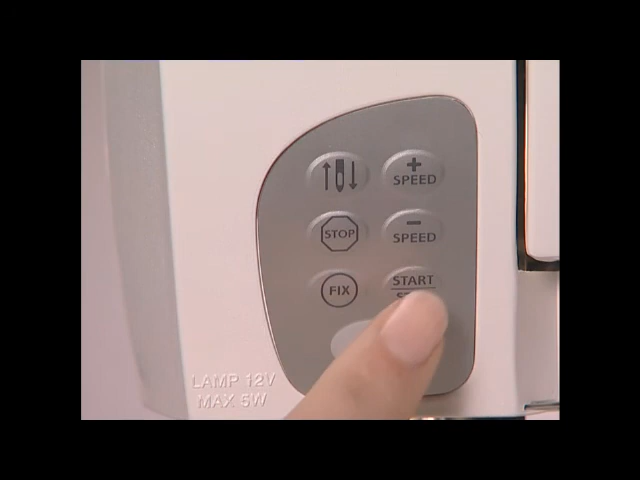 +
SPEED
STOP
-
SPEED
FIX
START
LAMP 12V
MAX 5W